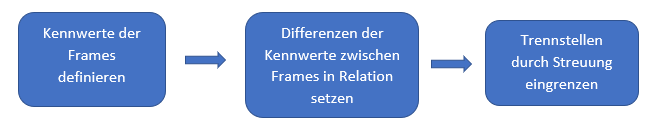 Kennwerte der
Frames
definieren
Differenzen der
Kennwerte zwischen
Frames in Relation
setzen
Trennstellen
durch Streuung
eingrenzen